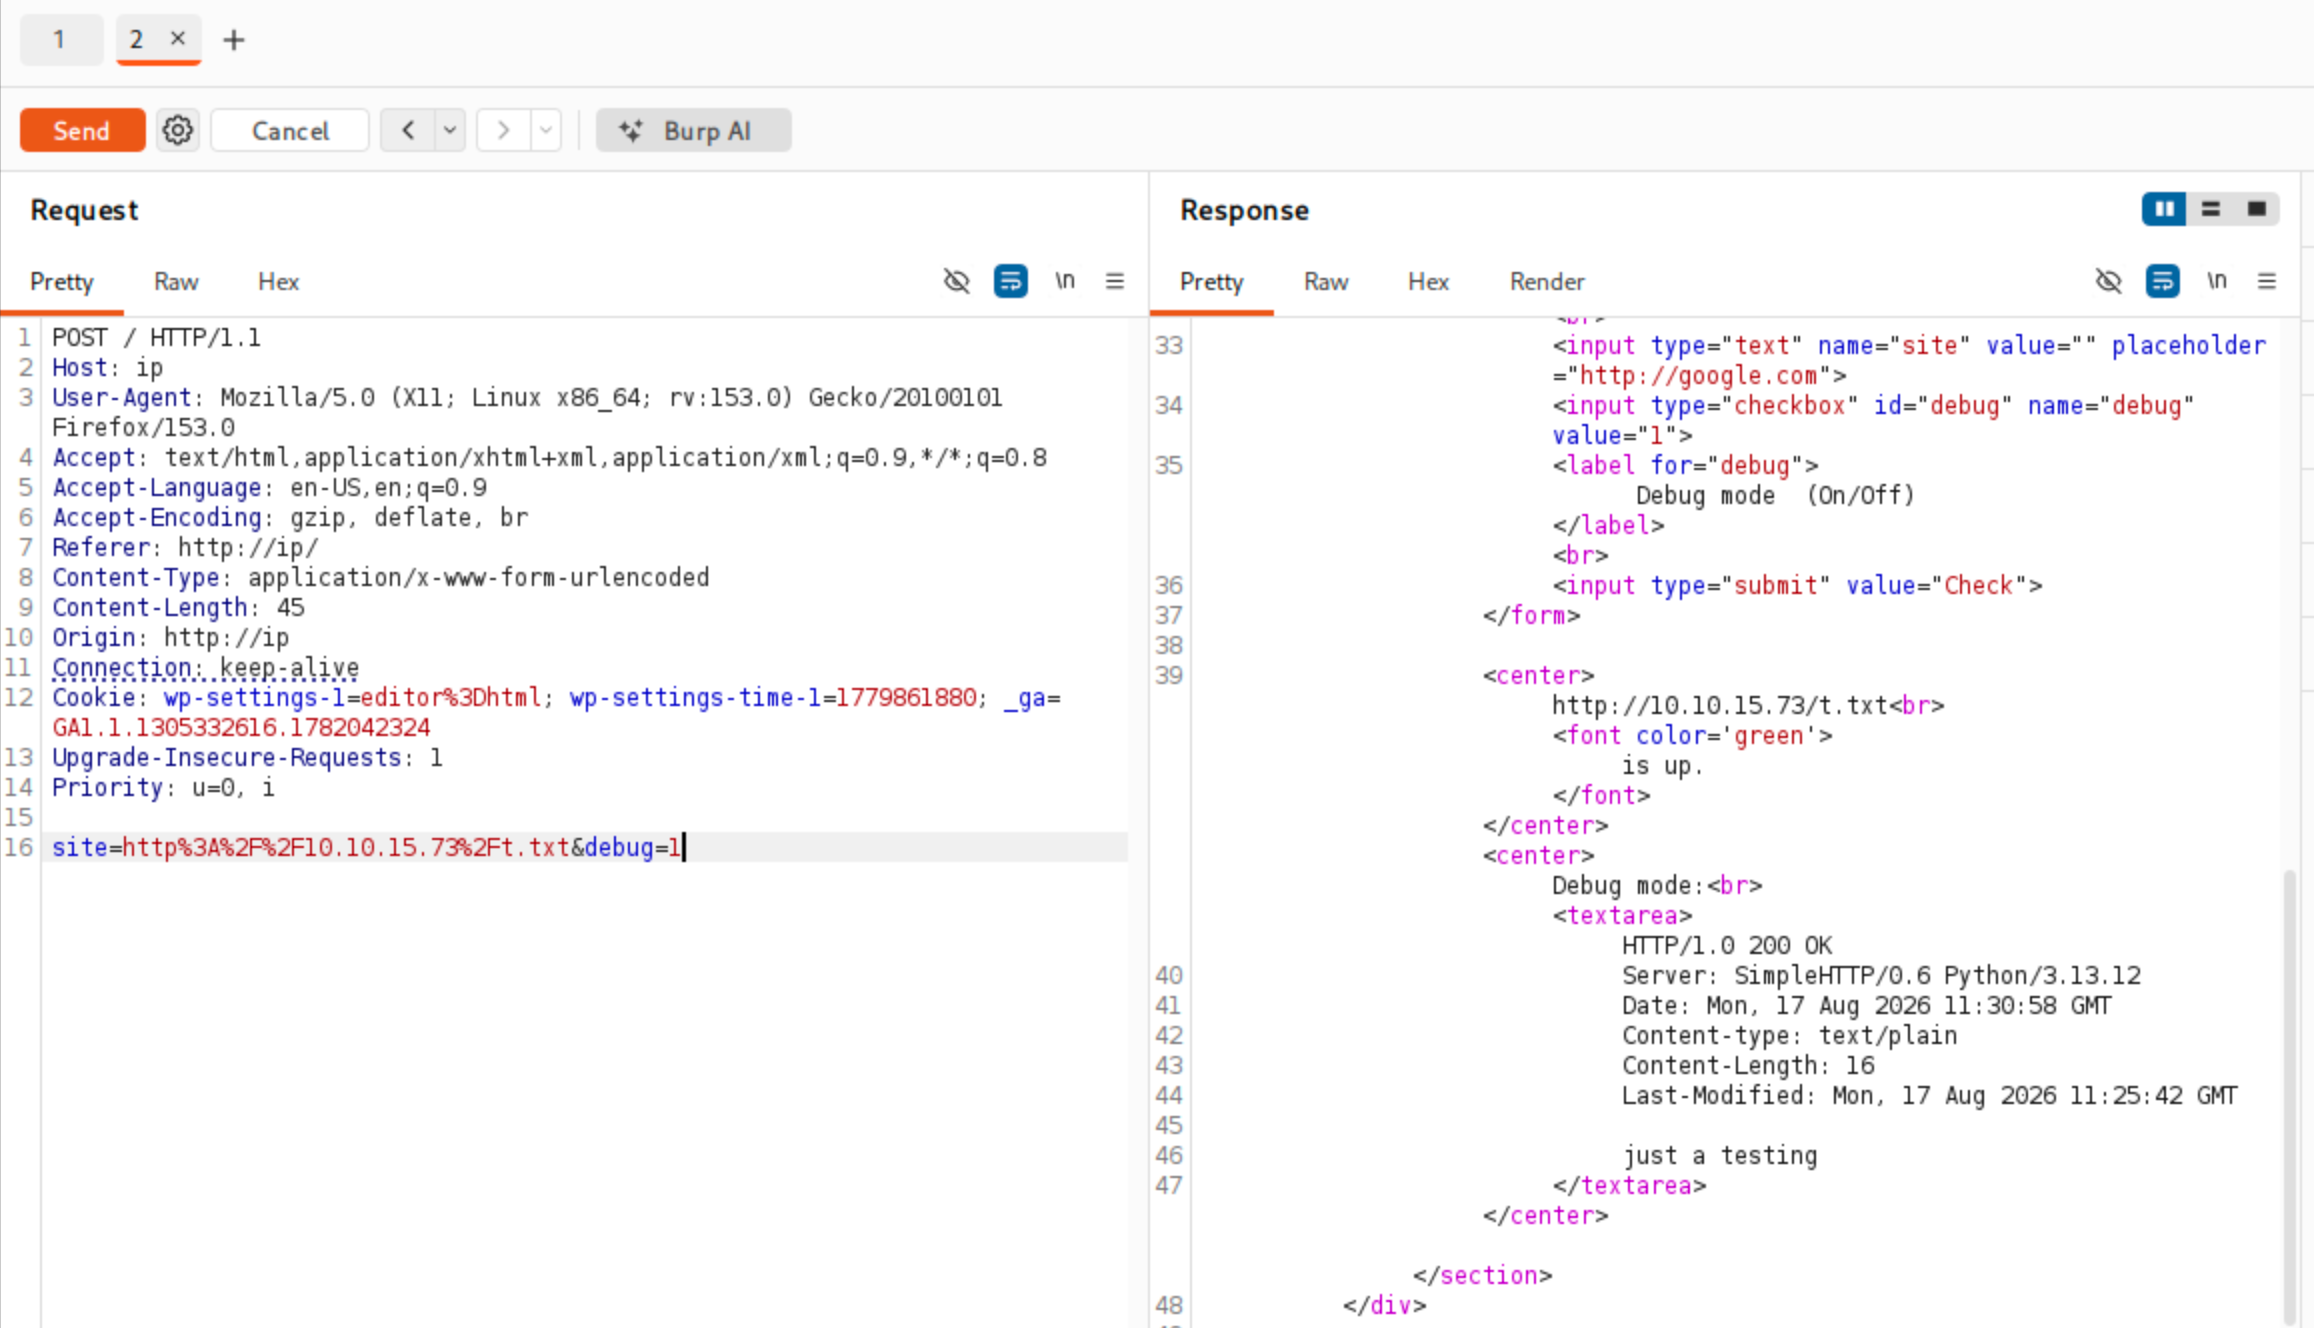 1
2 × +
Send Cancel < > Burp AI
Request
Pretty Raw Hex \n
1 POST / HTTP/1.1
2 Host: ip
3 User-Agent: Mozilla/5.0 (X11; Linux x86_64; rv:153.0) Gecko/20100101
Firefox/153.0
4 Accept: text/html,application/xhtml+xml,application/xml;q=0.9,*/*;q=0.8
5 Accept-Language: en-US,en;q=0.9
6 Accept-Encoding: gzip, deflate, br
7 Referer: http://ip/
8 Content-Type: application/x-www-form-urlencoded
9 Content-Length: 45
10 Origin: http://ip
11 Connection: keep-alive
12 Cookie: wp-settings-1=editor%3Dhtml; wp-settings-time-1=1779861880; _ga=
GA1.1.1305332616.1782042324
13 Upgrade-Insecure-Requests: 1
14 Priority: u=0, i
15
16 site=http%3A%2F%2F10.10.15.73%2Ft.txt&debug=1
Response
Pretty Raw Hex Render \n
<br>
33 <input type="text" name="site" value="" placeholder
="http://google.com">
34 <input type="checkbox" id="debug" name="debug"
value="1">
35 <label for="debug">
Debug mode  (On/Off)
</label>
<br>
36 <input type="submit" value="Check">
37 </form>
38
39 <center>
http://10.10.15.73/t.txt<br>
<font color='green'>
is up.
</font>
</center>
<center>
Debug mode:<br>
<textarea>
HTTP/1.0 200 OK
40 Server: SimpleHTTP/0.6 Python/3.13.12
41 Date: Mon, 17 Aug 2026 11:30:58 GMT
42 Content-type: text/plain
43 Content-Length: 16
44 Last-Modified: Mon, 17 Aug 2026 11:25:42 GMT
45
46 just a testing
47 </textarea>
</center>
</section>
48 </div>